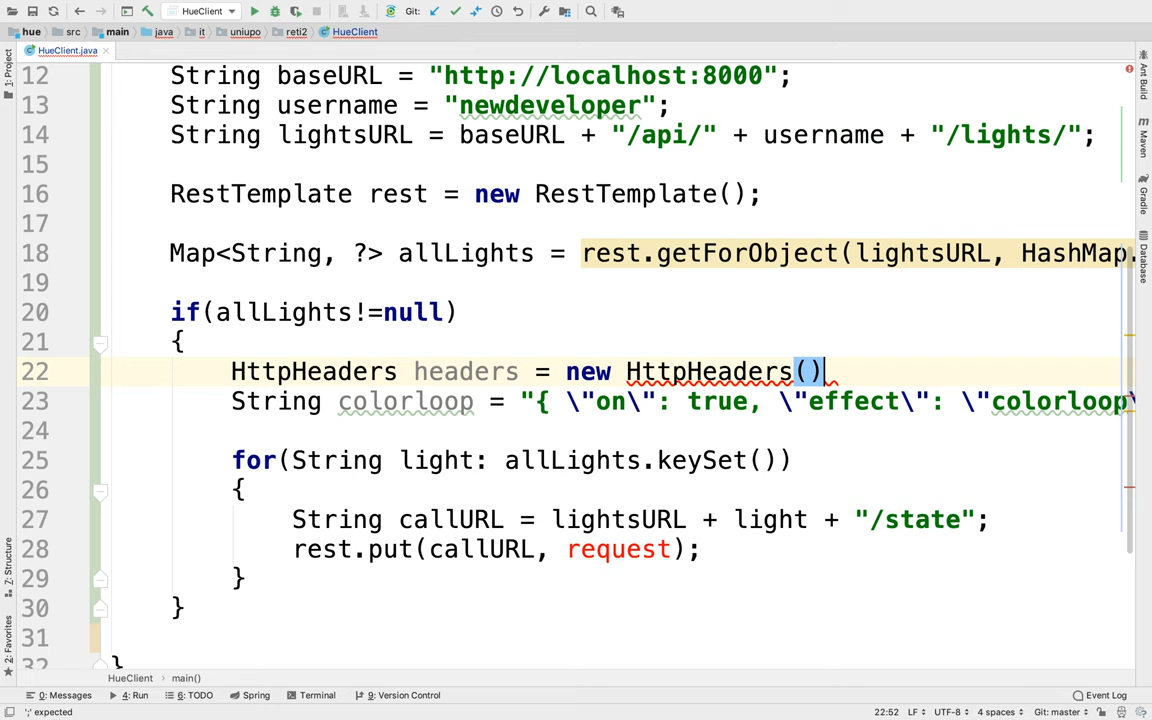 HueClient
Git:
hue src main java it uniupo reti2 HueClient
HueClient.java
1: Project
7: Structure
2: Favorites
Ant Build
Maven
Gradle
Database
12 String baseURL = "http://localhost:8000";
13 String username = "newdeveloper";
14 String lightsURL = baseURL + "/api/" + username + "/lights/";
15
16 RestTemplate rest = new RestTemplate();
17
18 Map<String, ?> allLights = rest.getForObject(lightsURL, HashMap.
19
20 if(allLights!=null)
21 {
22 HttpHeaders headers = new HttpHeaders()
23 String colorloop = "{ \"on\": true, \"effect\": \"colorloop\
24
25 for(String light: allLights.keySet())
26 {
27 String callURL = lightsURL + light + "/state";
28 rest.put(callURL, request);
29 }
30 }
31
32 }
HueClient main()
0: Messages 4: Run 6: TODO Spring Terminal 9: Version Control Event Log
';' expected 22:52 LF UTF-8 4 spaces Git: master